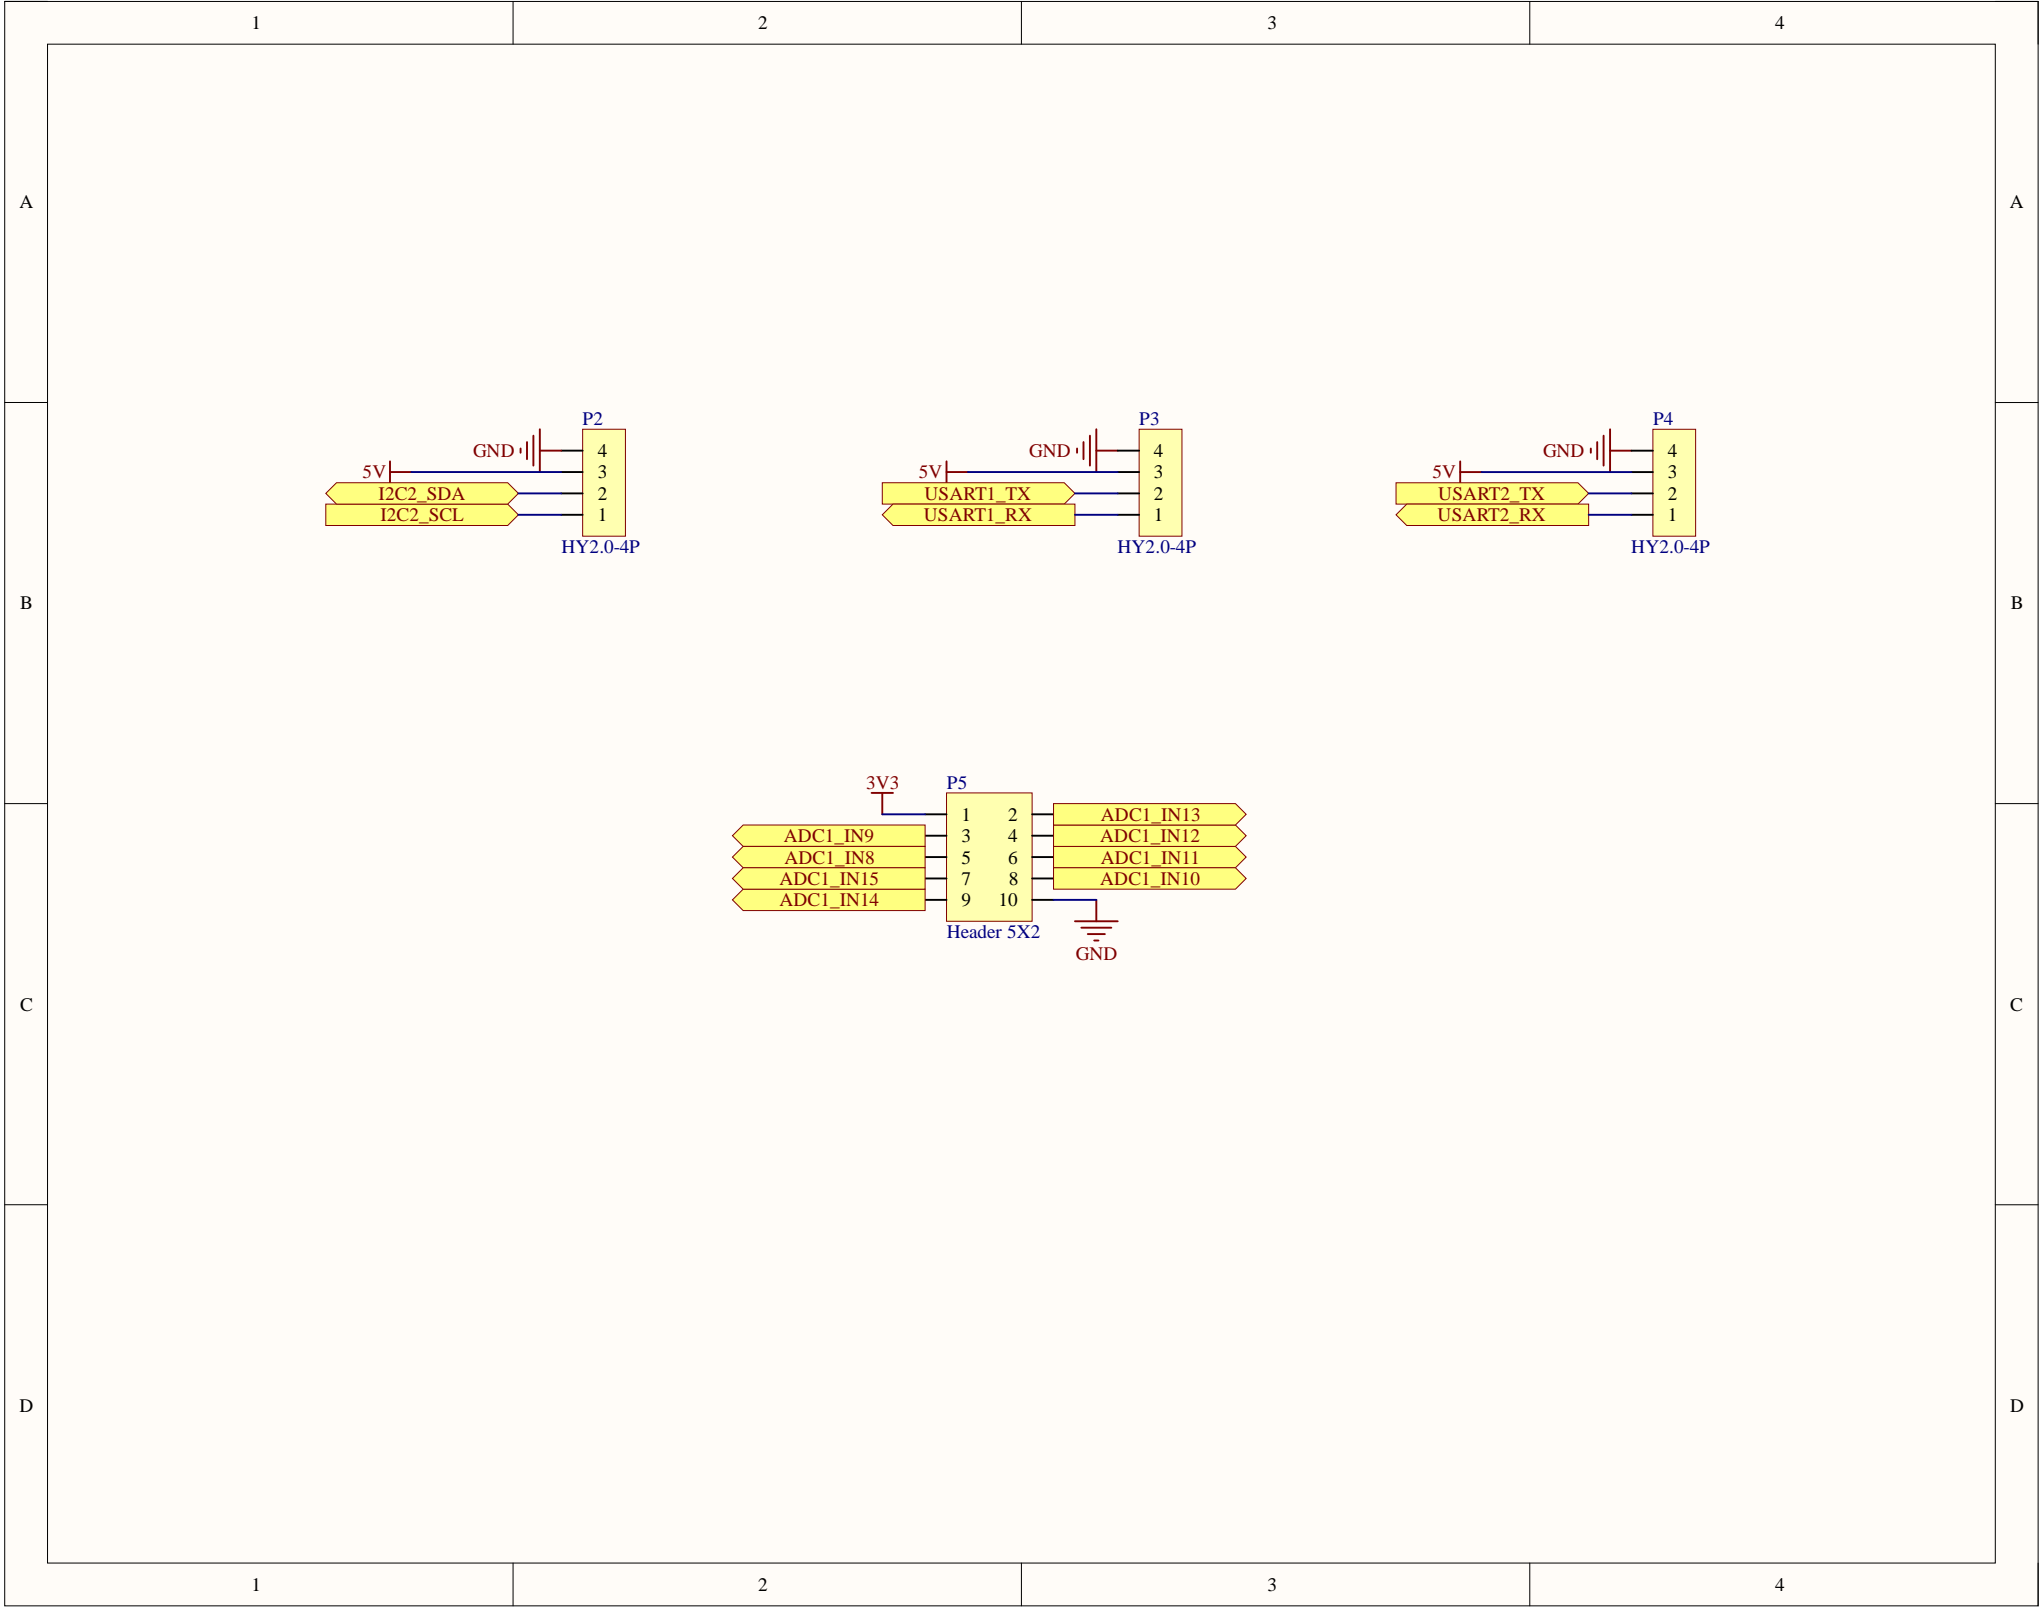 1 2 3 4
A A
P2 P3 P4
GND 4 GND 4 GND 4
5V 3 5V 3 5V 3
I2C2_SDA 2 USART1_TX 2 USART2_TX 2
I2C2_SCL 1 USART1_RX 1 USART2_RX 1
HY2.0-4P HY2.0-4P HY2.0-4P
B B
3V3 P5
1 2 ADC1_IN13
ADC1_IN9 3 4 ADC1_IN12
ADC1_IN8 5 6 ADC1_IN11
ADC1_IN15 7 8 ADC1_IN10
ADC1_IN14 9 10
Header 5X2
GND
C C
D D
1 2 3 4